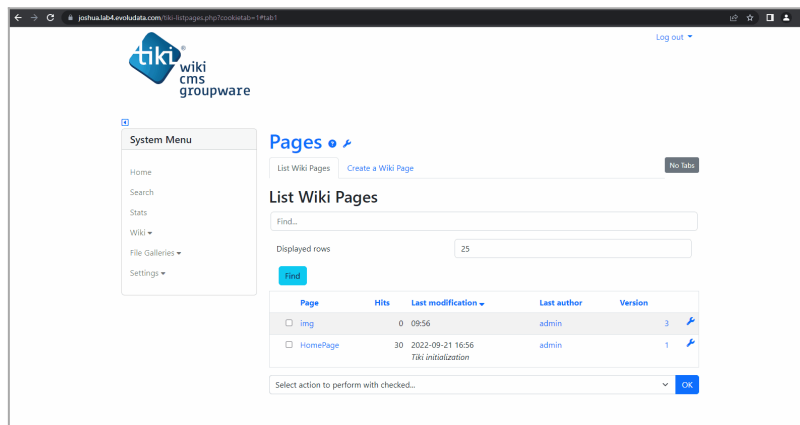 joshua.lab4.evoludata.com/tiki-listpages.php?cookietab=1#tab1
Log out
tiki®
wiki
cms
groupware
System Menu
Home
Search
Stats
Wiki
File Galleries
Settings
Pages
List Wiki Pages
Create a Wiki Page
No Tabs
List Wiki Pages
Find...
Displayed rows
25
Find
Page Hits Last modification Last author Version
img 0 09:56 admin 3
HomePage 30 2022-09-21 16:56 admin 1
Tiki initialization
Select action to perform with checked...
OK